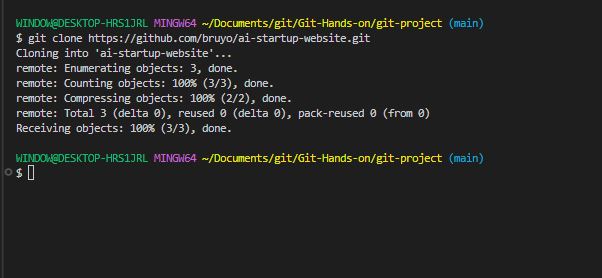 WINDOW@DESKTOP-HRS1JRL MINGW64 ~/Documents/git/Git-Hands-on/git-project (main)
$ git clone https://github.com/bruyo/ai-startup-website.git
Cloning into 'ai-startup-website'...
remote: Enumerating objects: 3, done.
remote: Counting objects: 100% (3/3), done.
remote: Compressing objects: 100% (2/2), done.
remote: Total 3 (delta 0), reused 0 (delta 0), pack-reused 0 (from 0)
Receiving objects: 100% (3/3), done.
WINDOW@DESKTOP-HRS1JRL MINGW64 ~/Documents/git/Git-Hands-on/git-project (main)
$